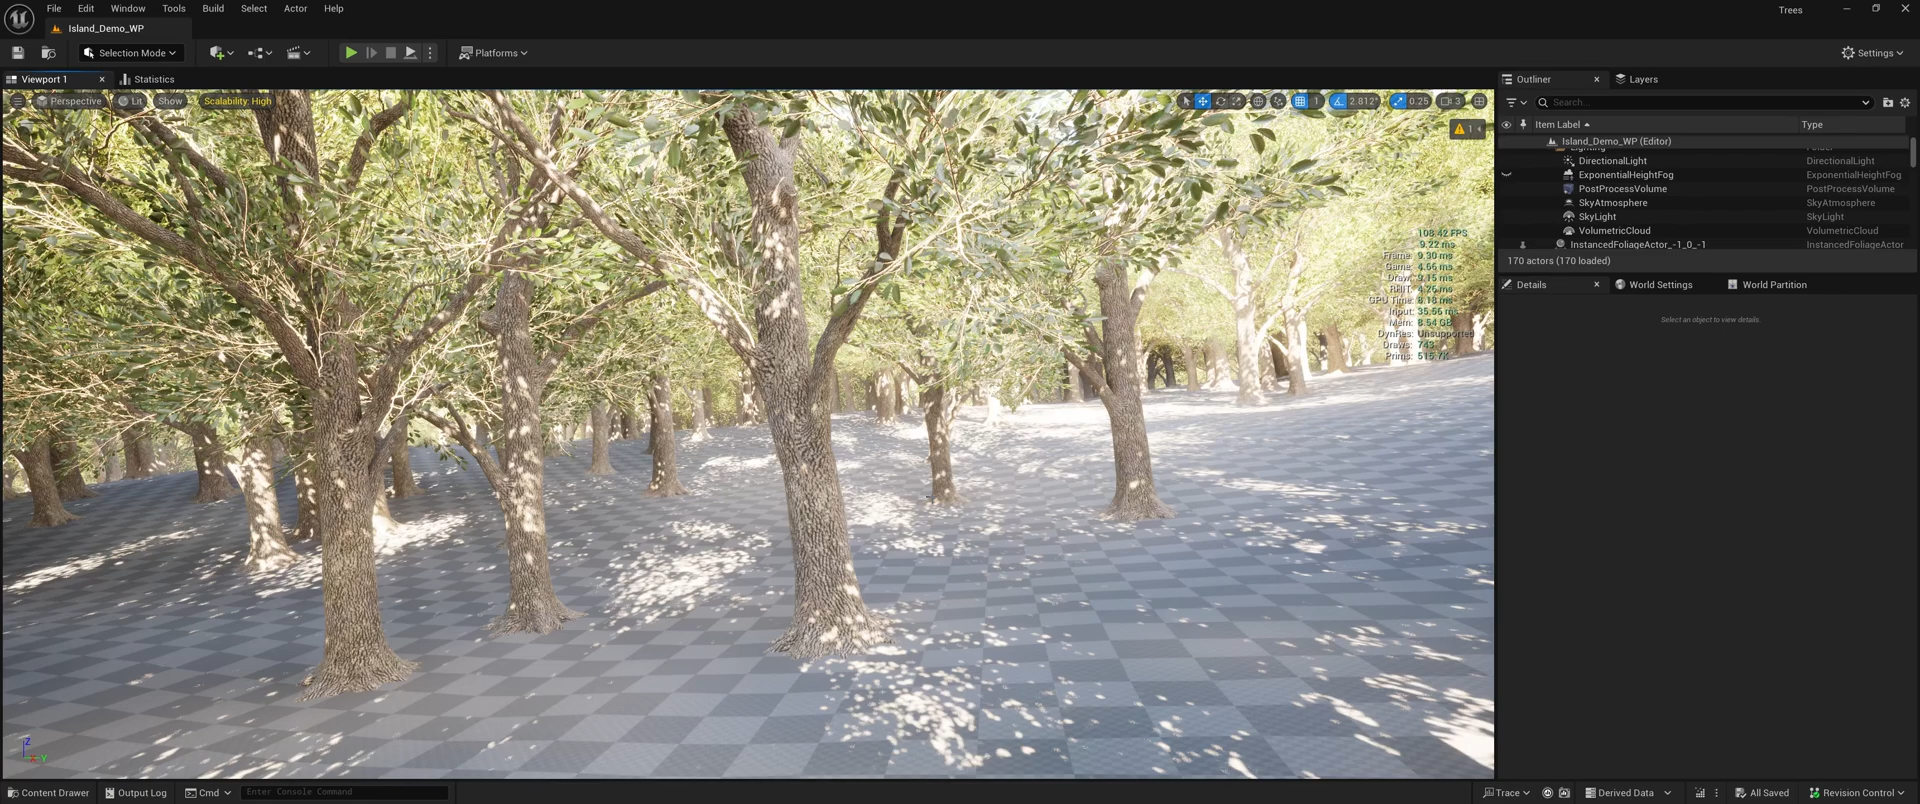 File Edit Window Tools Build Select Actor Help
Trees
Island_Demo_WP
Selection Mode
Platforms
Settings
Viewport 1
Statistics
Perspective Lit Show Scalability: High
1 2.812° 0.25 3
1
108.42 FPS
9.22 ms
Frame: 9.30 ms
Game: 4.66 ms
Draw: 9.15 ms
RHIT: 4.26 ms
GPU Time: 8.18 ms
Input: 35.56 ms
Mem: 8.54 GB
DynRes: Unsupported
Draws: 743
Prims: 515.7K
Z
X Y
Outliner
Layers
Search...
Item Label Type
Island_Demo_WP (Editor)
Lighting Folder
DirectionalLight DirectionalLight
ExponentialHeightFog ExponentialHeightFog
PostProcessVolume PostProcessVolume
SkyAtmosphere SkyAtmosphere
SkyLight SkyLight
VolumetricCloud VolumetricCloud
InstancedFoliageActor_-1_0_-1 InstancedFoliageActor
170 actors (170 loaded)
Details
World Settings
World Partition
Select an object to view details.
Content Drawer
Output Log
Cmd
Enter Console Command
Trace
Derived Data
All Saved
Revision Control